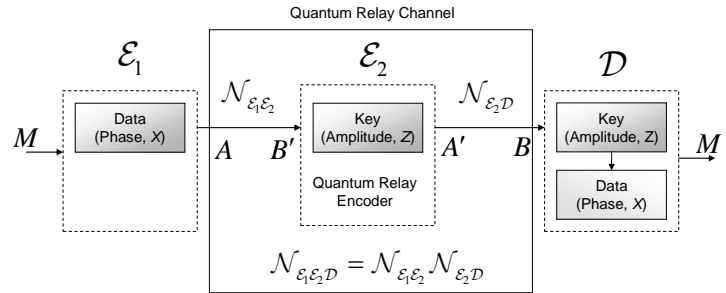 Quantum Relay Channel
ℰ₁
ℰ₂
𝒟
𝒩_{ℰ₁ℰ₂}
𝒩_{ℰ₂𝒟}
Data
(Phase, X)
Key
(Amplitude, Z)
Key
(Amplitude, Z)
M
A
B′
A′
B
M
Quantum Relay
Encoder
Data
(Phase, X)
𝒩_{ℰ₁ℰ₂𝒟} = 𝒩_{ℰ₁ℰ₂} 𝒩_{ℰ₂𝒟}